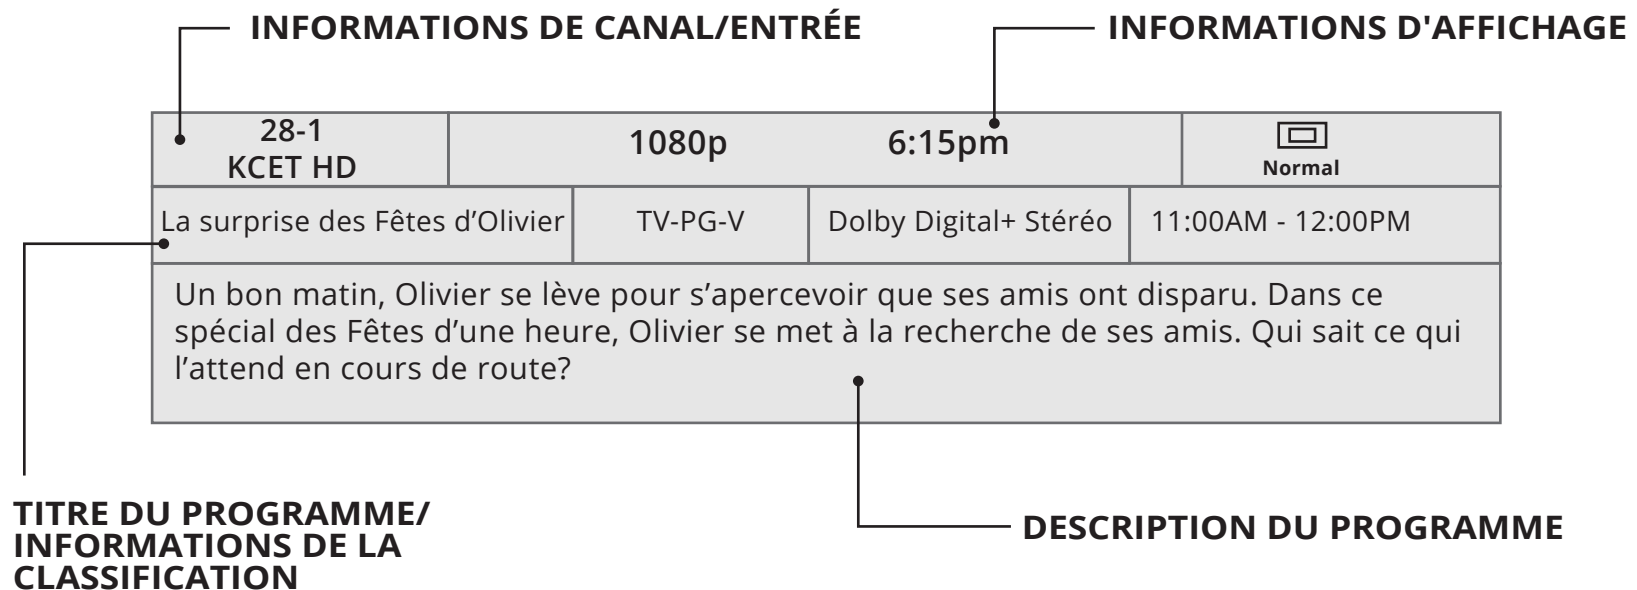 INFORMATIONS DE CANAL/ENTRÉE
INFORMATIONS D'AFFICHAGE
28-1
KCET HD
1080p
6:15pm
Normal
La surprise des Fêtes d’Olivier
TV-PG-V
Dolby Digital+ Stéréo
11:00AM - 12:00PM
Un bon matin, Olivier se lève pour s’apercevoir que ses amis ont disparu. Dans ce
spécial des Fêtes d’une heure, Olivier se met à la recherche de ses amis. Qui sait ce qui
l’attend en cours de route?
TITRE DU PROGRAMME/
INFORMATIONS DE LA
CLASSIFICATION
DESCRIPTION DU PROGRAMME